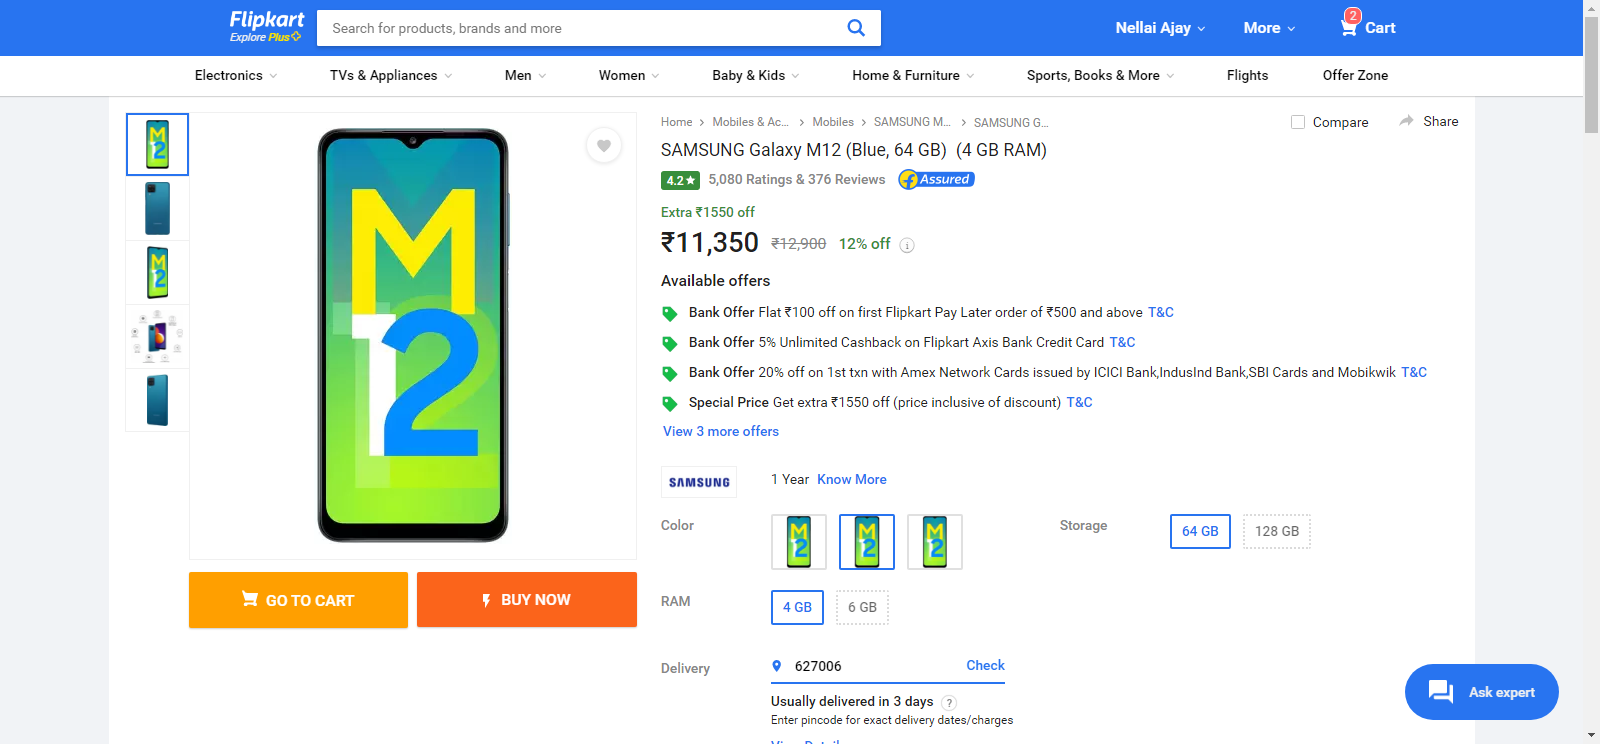 Flipkart
Explore Plus
Search for products, brands and more
Nellai Ajay
More
2
Cart
Electronics
TVs & Appliances
Men
Women
Baby & Kids
Home & Furniture
Sports, Books & More
Flights
Offer Zone
Home > Mobiles & Ac... > Mobiles > SAMSUNG M... > SAMSUNG G...
Compare
Share
SAMSUNG Galaxy M12 (Blue, 64 GB) (4 GB RAM)
4.2★ 5,080 Ratings & 376 Reviews
Assured
Extra ₹1550 off
₹11,350 ₹12,900 12% off
Available offers
Bank Offer Flat ₹100 off on first Flipkart Pay Later order of ₹500 and above T&C
Bank Offer 5% Unlimited Cashback on Flipkart Axis Bank Credit Card T&C
Bank Offer 20% off on 1st txn with Amex Network Cards issued by ICICI Bank,IndusInd Bank,SBI Cards and Mobikwik T&C
Special Price Get extra ₹1550 off (price inclusive of discount) T&C
View 3 more offers
M
12
M
12
M
12
SAMSUNG
1 Year Know More
Color
M
12
M
12
M
12
Storage
64 GB
128 GB
GO TO CART
BUY NOW
RAM
4 GB
6 GB
Delivery
627006
Check
Usually delivered in 3 days ?
Enter pincode for exact delivery dates/charges
Ask expert